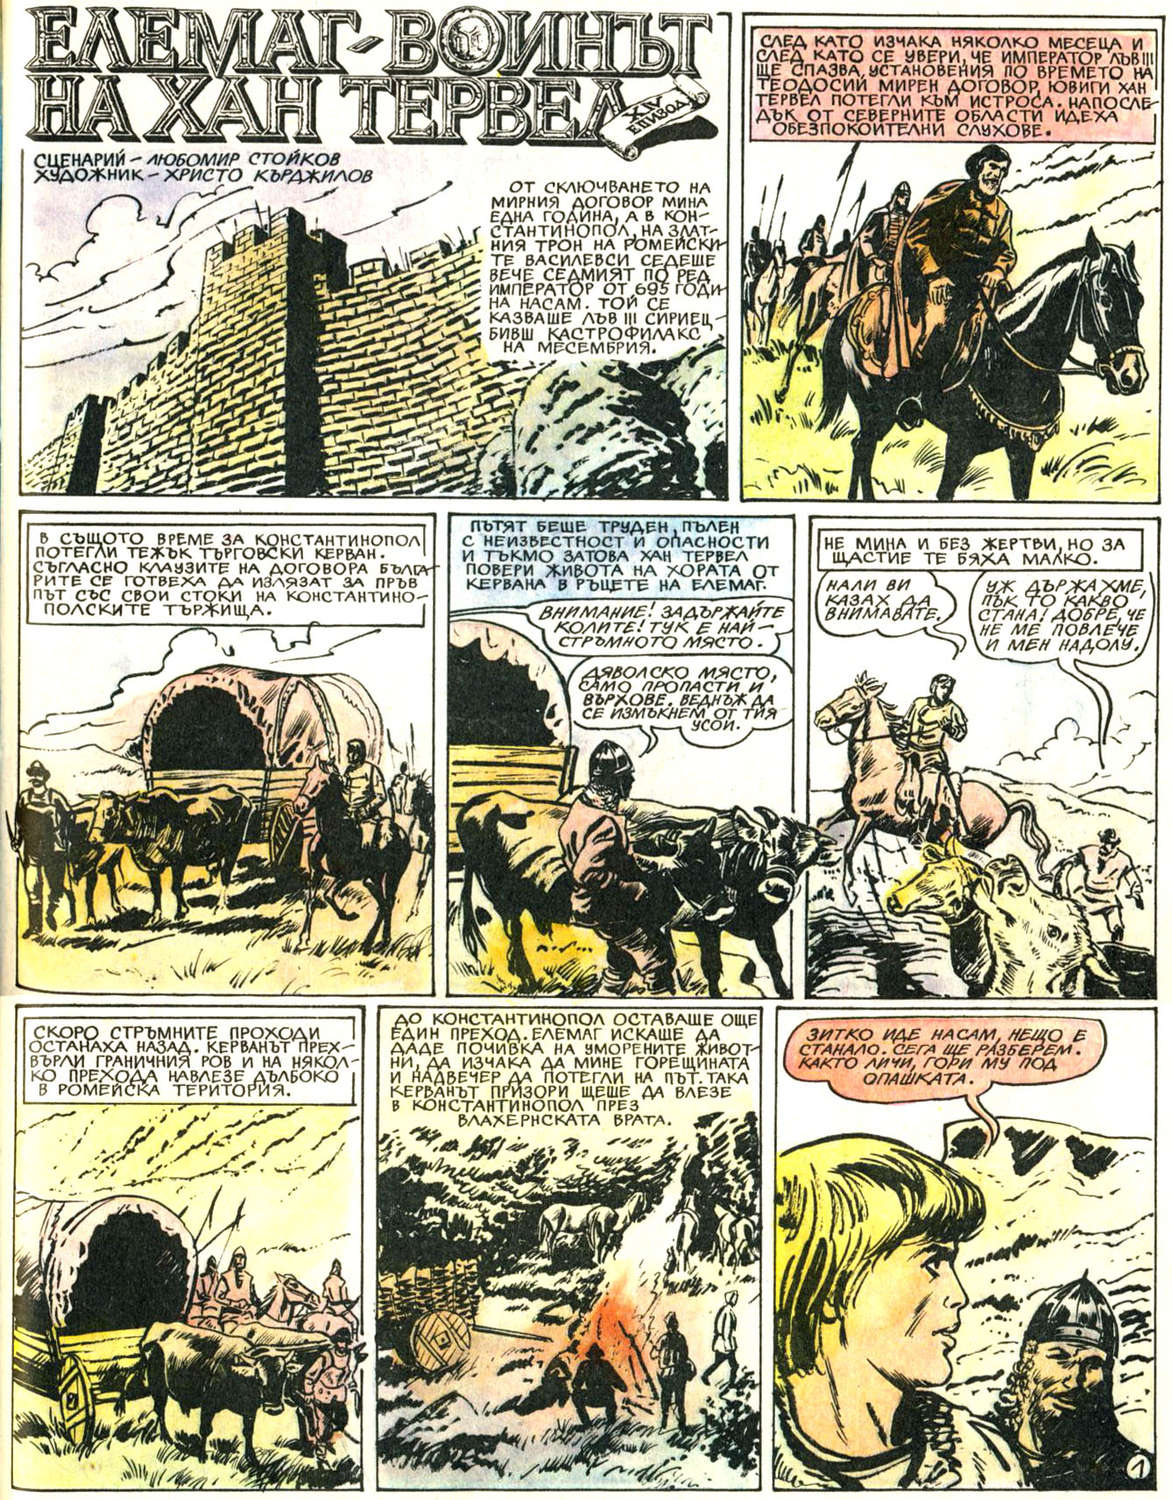 ЕЛЕМАГ-ВОИНЪТ
НА ХАН ТЕРВЕЛ
XIV
ЕПИЗОД
СЦЕНАРИЙ – ЛЮБОМИР СТОЙКОВ
ХУДОЖНИК – ХРИСТО КЪРДЖИЛОВ
ОТ СКЛЮЧВАНЕТО НА
МИРНИЯ ДОГОВОР МИНА
ЕДНА ГОДИНА, А В КОН-
СТАНТИНОПОЛ, НА ЗЛАТ-
НИЯ ТРОН НА РОМЕЙСКИ-
ТЕ ВАСИЛЕВСИ СЕДЕШЕ
ВЕЧЕ СЕДМИЯТ ПО РЕД
ИМПЕРАТОР ОТ 695 ГОДИ
НА НАСАМ. ТОЙ СЕ
КАЗВАШЕ ЛЪВ III СИРИЕЦ-
БИВШ КАСТРОФИЛАКС
НА МЕСЕМБРИЯ.
СЛЕД КАТО ИЗЧАКА НЯКОЛКО МЕСЕЦА И
СЛЕД КАТО СЕ УВЕРИ, ЧЕ ИМПЕРАТОР ЛЪВ III
ЩЕ СПАЗВА, УСТАНОВЕНИЯ ПО ВРЕМЕТО НА
ТЕОДОСИЙ МИРЕН ДОГОВОР, ЮВИГИ ХАН
ТЕРВЕЛ ПОТЕГЛИ КЪМ ИСТРОСА. НАПОСЛЕ-
ДЪК ОТ СЕВЕРНИТЕ ОБЛАСТИ ИДЕХА
ОБЕЗПОКОИТЕЛНИ СЛУХОВЕ.
В СЪЩОТО ВРЕМЕ ЗА КОНСТАНТИНОПОЛ
ПОТЕГЛИ ТЕЖЪК ТЪРГОВСКИ КЕРВАН.
СЪГЛАСНО КЛАУЗИТЕ НА ДОГОВОРА БЪЛГА-
РИТЕ СЕ ГОТВЕХА ДА ИЗЛЯЗАТ ЗА ПРЪВ
ПЪТ СЪС СВОИ СТОКИ НА КОНСТАНТИНО-
ПОЛСКИТЕ ТЪРЖИЩА.
ПЪТЯТ БЕШЕ ТРУДЕН, ПЪЛЕН
С НЕИЗВЕСТНОСТ И ОПАСНОСТИ
И ТЪКМО ЗАТОВА ХАН ТЕРВЕЛ
ПОВЕРИ ЖИВОТА НА ХОРАТА ОТ
КЕРВАНА В РЪЦЕТЕ НА ЕЛЕМАГ.
ВНИМАНИЕ! ЗАДЪРЖАЙТЕ
КОЛИТЕ! ТУК Е НАЙ-
СТРЪМНОТО МЯСТО.
ДЯВОЛСКО МЯСТО,
САМО ПРОПАСТИ И
ВЪРХОВЕ. ВЕДНЪЖ ДА
СЕ ИЗМЪКНЕМ ОТ ТИЯ
УСОИ.
НЕ МИНА И БЕЗ ЖЕРТВИ, НО ЗА
ЩАСТИЕ ТЕ БЯХА МАЛКО.
НАЛИ ВИ
КАЗАХ ДА
ВНИМАВАТЕ.
УЖ ДЪРЖАХМЕ,
ПЪК ТО КАКВО
СТАНА! ДОБРЕ, ЧЕ
НЕ МЕ ПОВЛЕЧЕ
И МЕН НАДОЛУ.
СКОРО СТРЪМНИТЕ ПРОХОДИ
ОСТАНАХА НАЗАД. КЕРВАНЪТ ПРЕХ-
ВЪРЛИ ГРАНИЧНИЯ РОВ И НА НЯКОЛ-
КО ПРЕХОДА НАВЛЕЗЕ ДЪЛБОКО
В РОМЕЙСКА ТЕРИТОРИЯ.
ДО КОНСТАНТИНОПОЛ ОСТАВАШЕ ОЩЕ
ЕДИН ПРЕХОД. ЕЛЕМАГ ИСКАШЕ ДА
ДАДЕ ПОЧИВКА НА УМОРЕНИТЕ ЖИВОТ-
НИ, ДА ИЗЧАКА ДА МИНЕ ГОРЕЩИНАТА
И НАДВЕЧЕР ДА ПОТЕГЛИ НА ПЪТ. ТАКА
КЕРВАНЪТ ПРИЗОРИ ЩЕШЕ ДА ВЛЕЗЕ
В КОНСТАНТИНОПОЛ ПРЕЗ
ВЛАХЕРНСКАТА ВРАТА.
ЗИТКО ИДЕ НАСАМ, НЕЩО Е
СТАНАЛО. СЕГА ЩЕ РАЗБЕРЕМ.
КАКТО ЛИЧИ, ГОРИ МУ ПОД
ОПАШКАТА.
1